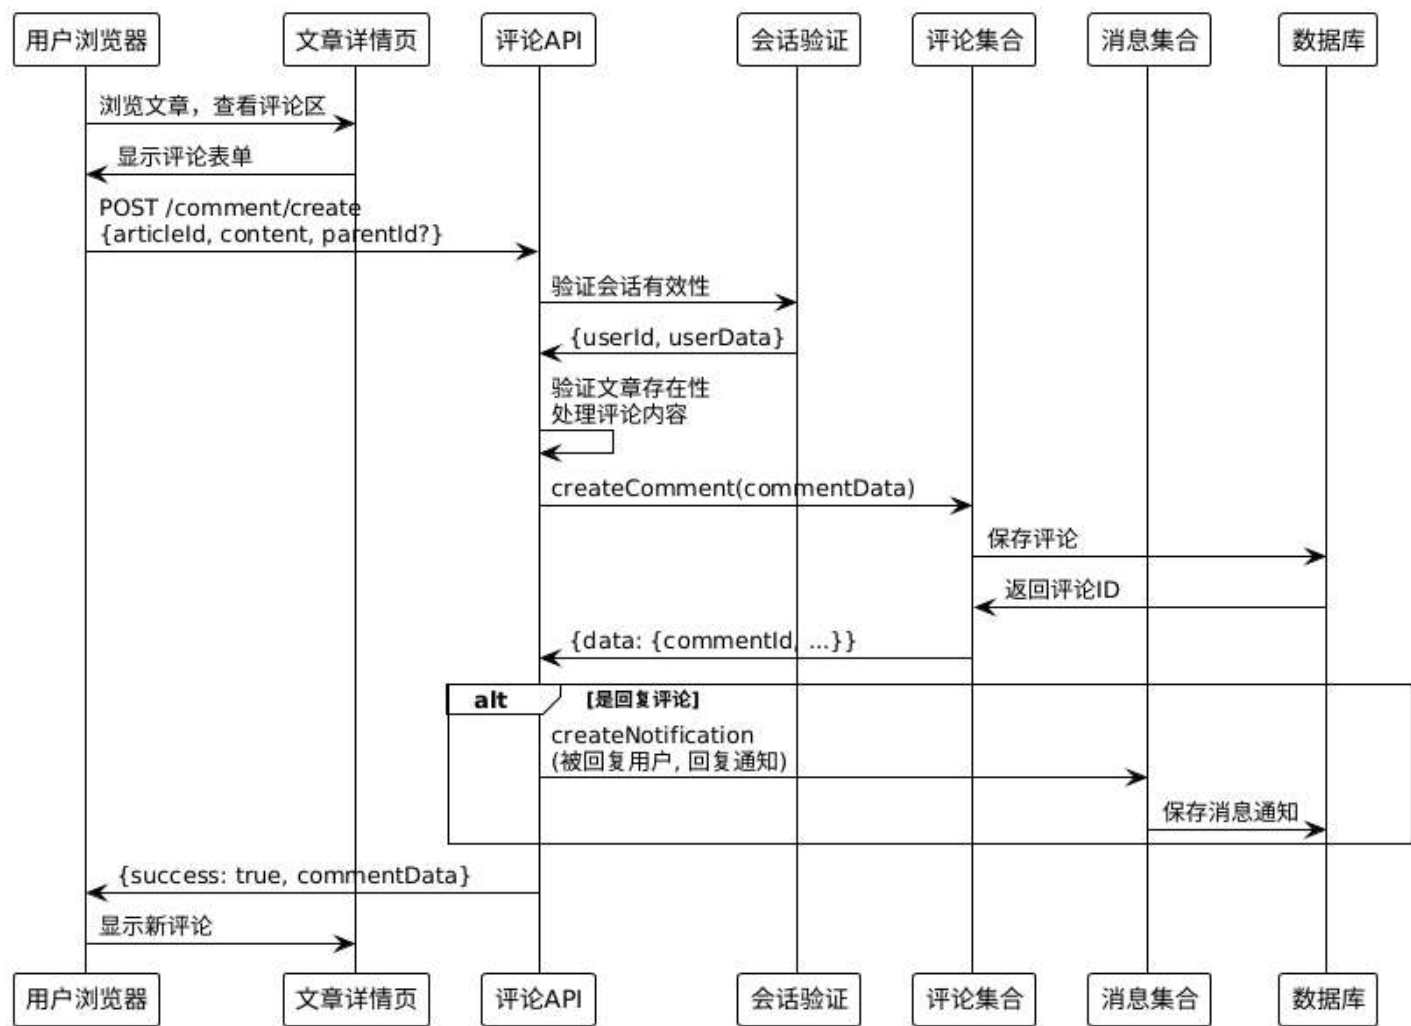 用户浏览器
文章详情页
评论API
会话验证
评论集合
消息集合
数据库
浏览文章，查看评论区
显示评论表单
POST /comment/create
{articleId, content, parentId?}
验证会话有效性
{userId, userData}
验证文章存在性
处理评论内容
createComment(commentData)
保存评论
返回评论ID
{data: {commentId, ...}}
alt [是回复评论]
createNotification
(被回复用户, 回复通知)
保存消息通知
{success: true, commentData}
显示新评论
用户浏览器
文章详情页
评论API
会话验证
评论集合
消息集合
数据库